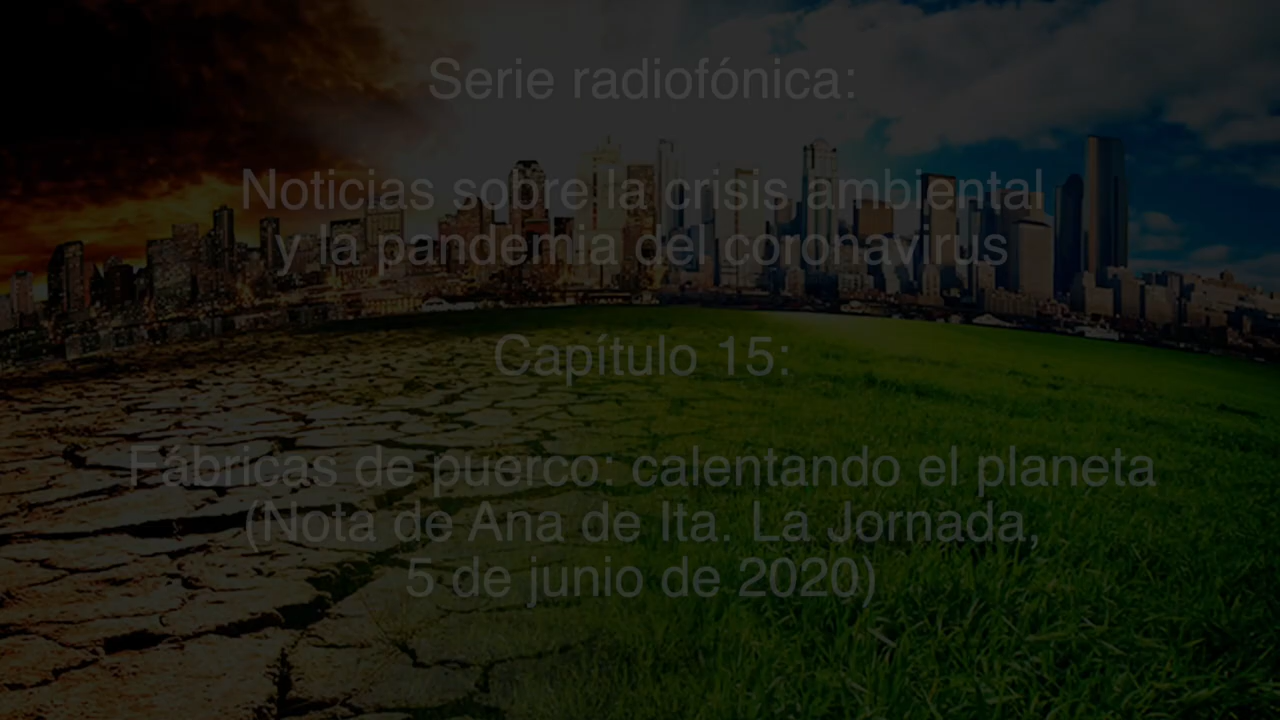 Serie radiofónica:
Noticias sobre la crisis ambiental
y la pandemia del coronavirus
Capítulo 15:
Fábricas de puerco: calentando el planeta
(Nota de Ana de Ita. La Jornada,
5 de junio de 2020)